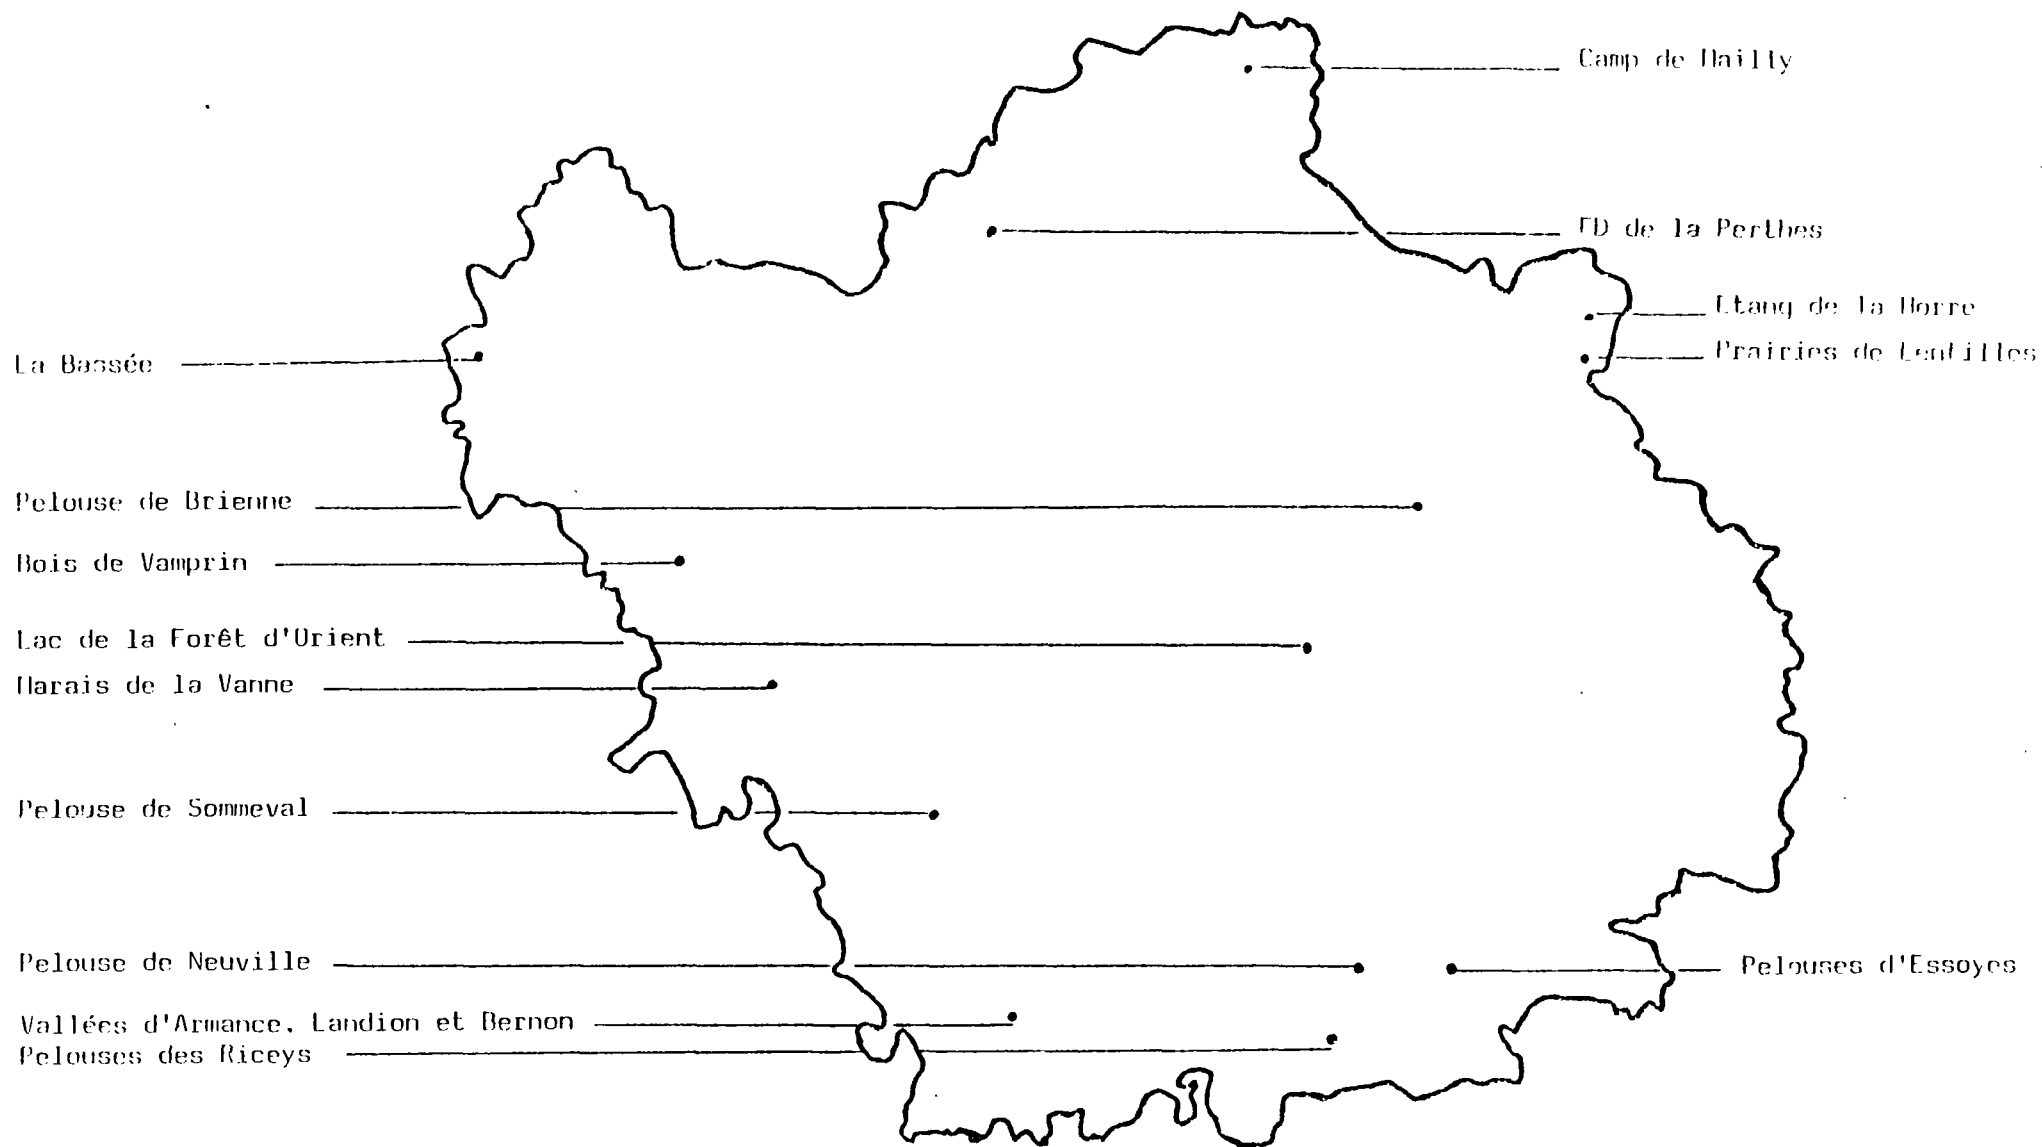 Camp de Mailly
FD de la Perthes
Etang de la Horre
Prairies de Lentilles
La Bassée
Pelouse de Brienne
Bois de Vamprin
Lac de la Forêt d'Orient
Marais de la Vanne
Pelouse de Sommeval
Pelouse de Neuville
Pelouses d'Essoyes
Vallées d'Armance, Landion et Bernon
Pelouses des Riceys